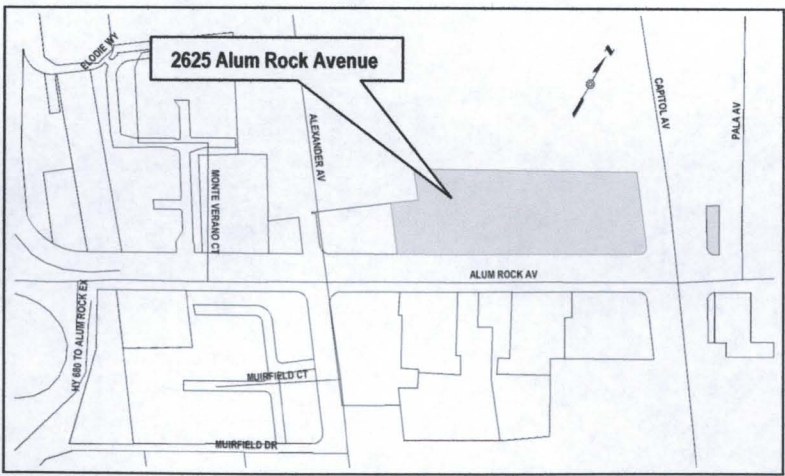 ELODIE WY
2625 Alum Rock Avenue
N
ALEXANDER AV
CAPITOL AV
PALA AV
MONTE VERANO CT
ALUM ROCK AV
HY 680 TO ALUM ROCK EX
MUIRFIELD CT
MUIRFIELD DR